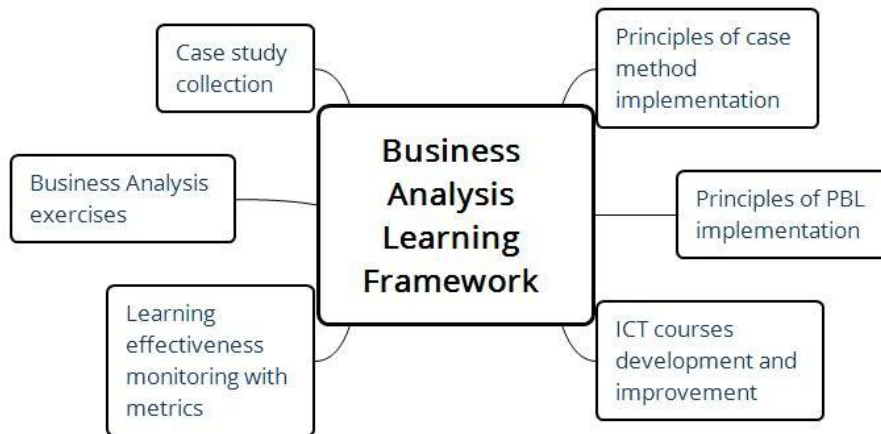 Case study
collection
Business Analysis
exercises
Learning
effectiveness
monitoring with
metrics
Business
Analysis
Learning
Framework
Principles of case
method
implementation
Principles of PBL
implementation
ICT courses
development and
improvement